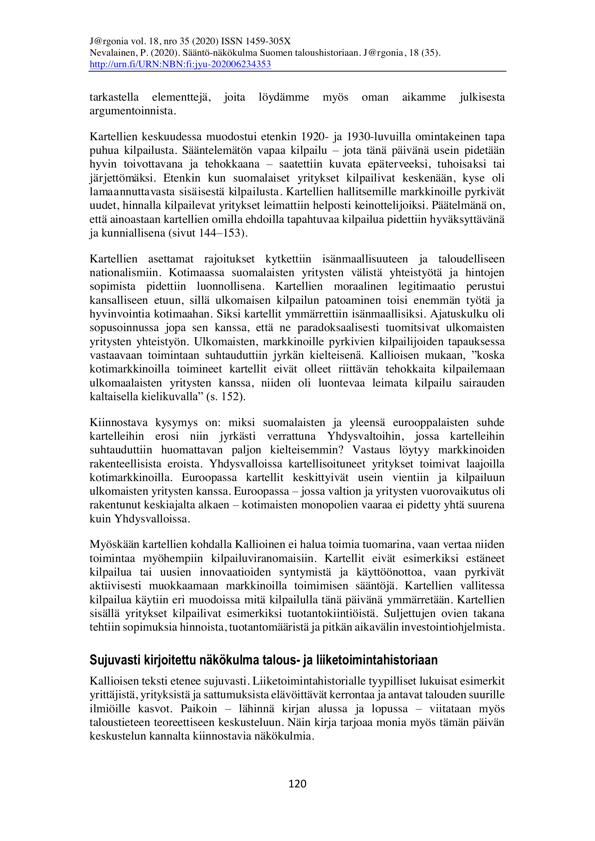 J@rgonia vol. 18, nro 35 (2020) ISSN 1459-305X
Nevalainen, P. (2020). Sääntö-näkökulma Suomen taloushistoriaan. J@rgonia, 18 (35).
http://urn.fi/URN:NBN:fi:jyu-202006234353
tarkastella elementtejä, joita löydämme myös oman aikamme julkisesta
argumentoinnista.
Kartellien keskuudessa muodostui etenkin 1920- ja 1930-luvuilla omintakeinen tapa
puhua kilpailusta. Sääntelemätön vapaa kilpailu – jota tänä päivänä usein pidetään
hyvin toivottavana ja tehokkaana – saatettiin kuvata epäterveeksi, tuhoisaksi tai
järjettömäksi. Etenkin kun suomalaiset yritykset kilpailivat keskenään, kyse oli
lamaannuttavasta sisäisestä kilpailusta. Kartellien hallitsemille markkinoille pyrkivät
uudet, hinnalla kilpailevat yritykset leimattiin helposti keinottelijoiksi. Päätelmänä on,
että ainoastaan kartellien omilla ehdoilla tapahtuvaa kilpailua pidettiin hyväksyttävänä
ja kunniallisena (sivut 144–153).
Kartellien asettamat rajoitukset kytkettiin isänmaallisuuteen ja taloudelliseen
nationalismiin. Kotimaassa suomalaisten yritysten välistä yhteistyötä ja hintojen
sopimista pidettiin luonnollisena. Kartellien moraalinen legitimaatio perustui
kansalliseen etuun, sillä ulkomaisen kilpailun patoaminen toisi enemmän työtä ja
hyvinvointia kotimaahan. Siksi kartellit ymmärrettiin isänmaallisiksi. Ajatuskulku oli
sopusoinnussa jopa sen kanssa, että ne paradoksaalisesti tuomitsivat ulkomaisten
yritysten yhteistyön. Ulkomaisten, markkinoille pyrkivien kilpailijoiden tapauksessa
vastaavaan toimintaan suhtauduttiin jyrkän kielteisenä. Kallioisen mukaan, ”koska
kotimarkkinoilla toimineet kartellit eivät olleet riittävän tehokkaita kilpailemaan
ulkomaalaisten yritysten kanssa, niiden oli luontevaa leimata kilpailu sairauden
kaltaisella kielikuvalla” (s. 152).
Kiinnostava kysymys on: miksi suomalaisten ja yleensä eurooppalaisten suhde
kartelleihin erosi niin jyrkästi verrattuna Yhdysvaltoihin, jossa kartelleihin
suhtauduttiin huomattavan paljon kielteisemmin? Vastaus löytyy markkinoiden
rakenteellisista eroista. Yhdysvalloissa kartellisoituneet yritykset toimivat laajoilla
kotimarkkinoilla. Euroopassa kartellit keskittyivät usein vientiin ja kilpailuun
ulkomaisten yritysten kanssa. Euroopassa – jossa valtion ja yritysten vuorovaikutus oli
rakentunut keskiajalta alkaen – kotimaisten monopolien vaaraa ei pidetty yhtä suurena
kuin Yhdysvalloissa.
Myöskään kartellien kohdalla Kallioinen ei halua toimia tuomarina, vaan vertaa niiden
toimintaa myöhempiin kilpailuviranomaisiin. Kartellit eivät esimerkiksi estäneet
kilpailua tai uusien innovaatioiden syntymistä ja käyttöönottoa, vaan pyrkivät
aktiivisesti muokkaamaan markkinoilla toimimisen sääntöjä. Kartellien vallitessa
kilpailua käytiin eri muodoissa mitä kilpailulla tänä päivänä ymmärretään. Kartellien
sisällä yritykset kilpailivat esimerkiksi tuotantokiintiöistä. Suljettujen ovien takana
tehtiin sopimuksia hinnoista, tuotantomääristä ja pitkän aikavälin investointiohjelmista.
Sujuvasti kirjoitettu näkökulma talous- ja liiketoimintahistoriaan
Kallioisen teksti etenee sujuvasti. Liiketoimintahistorialle tyypilliset lukuisat esimerkit
yrittäjistä, yrityksistä ja sattumuksista elävöittävät kerrontaa ja antavat talouden suurille
ilmiöille kasvot. Paikoin – lähinnä kirjan alussa ja lopussa – viitataan myös
taloustieteen teoreettiseen keskusteluun. Näin kirja tarjoaa monia myös tämän päivän
keskustelun kannalta kiinnostavia näkökulmia.
120